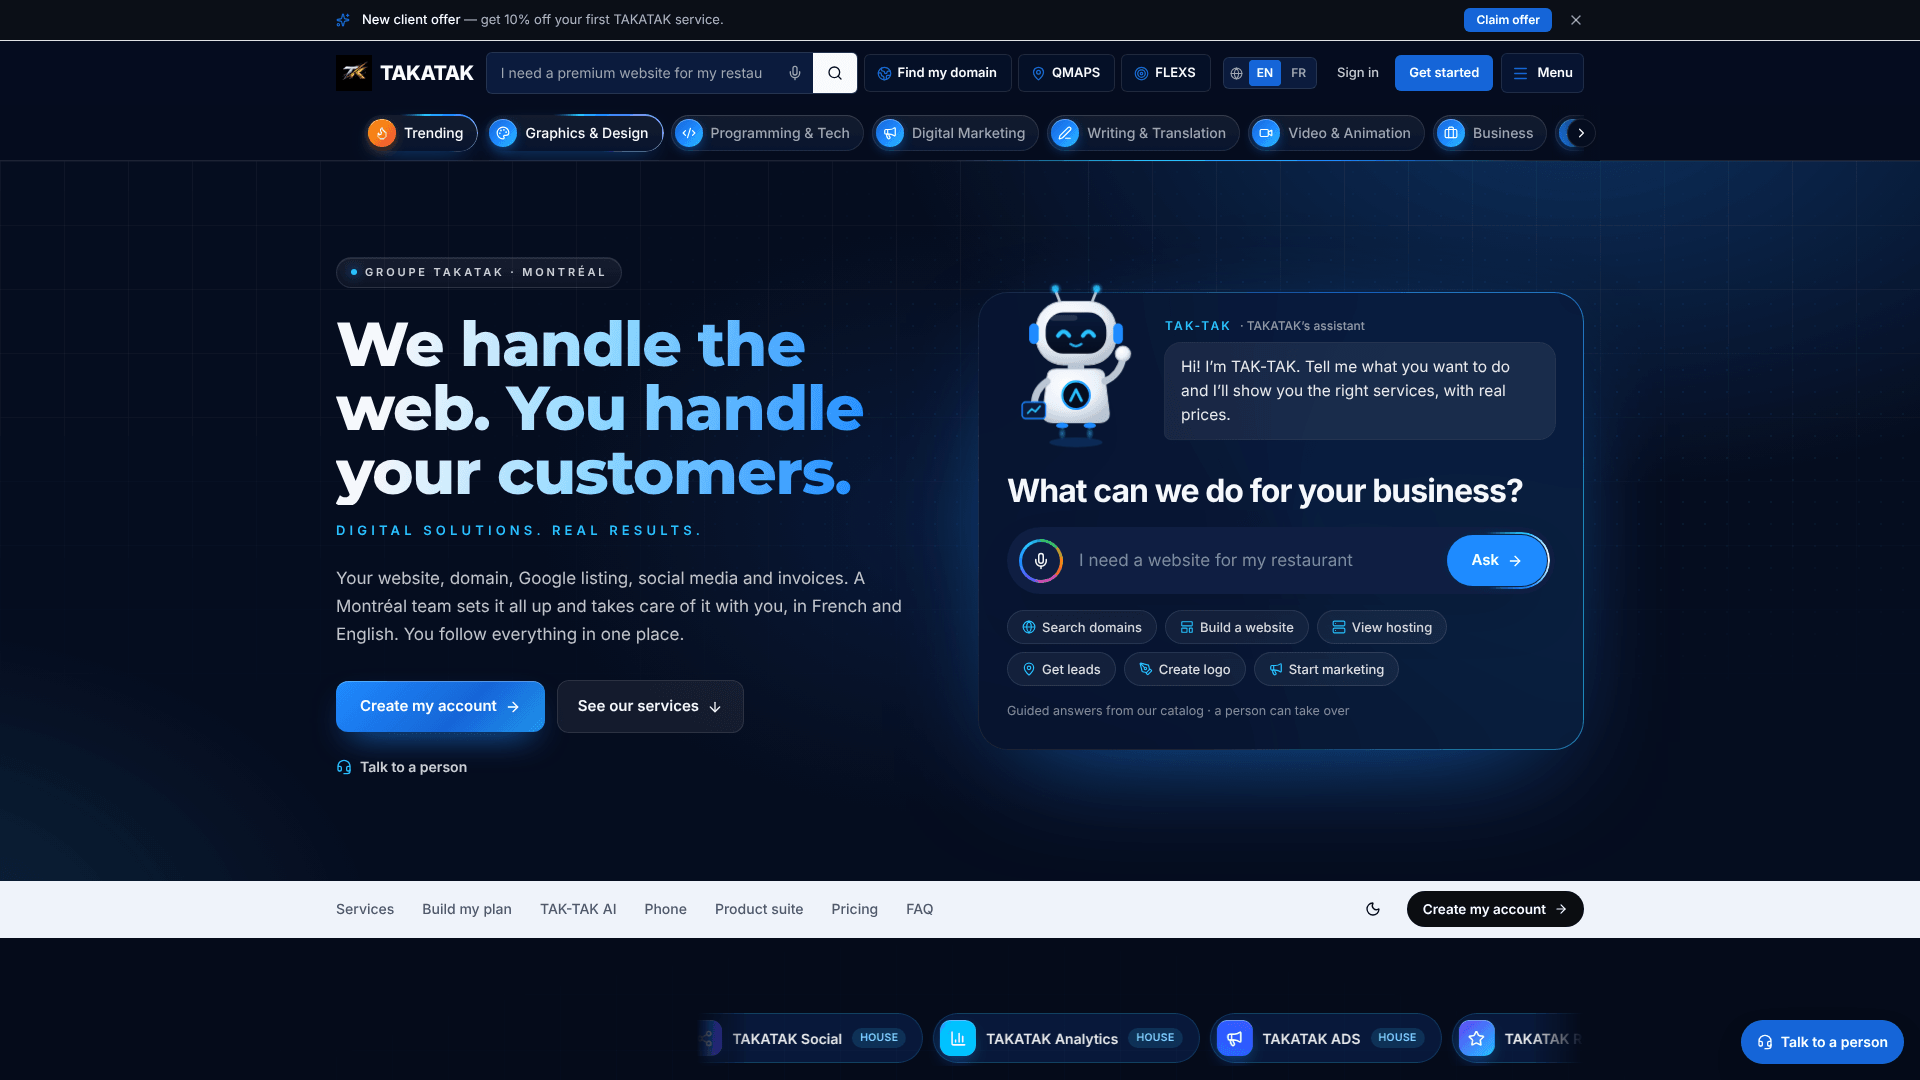 New client offer — get 10% off your first TAKATAK service.
Claim offer
TAKATAK
I need a premium website for my restau
Find my domain
QMAPS
FLEXS
EN
FR
Sign in
Get started
Menu
Trending
Graphics & Design
Programming & Tech
Digital Marketing
Writing & Translation
Video & Animation
Business
GROUPE TAKATAK · MONTRÉAL
We handle the
web. You handle
your customers.
DIGITAL SOLUTIONS. REAL RESULTS.
Your website, domain, Google listing, social media and invoices. A
Montréal team sets it all up and takes care of it with you, in French and
English. You follow everything in one place.
Create my account
See our services
Talk to a person
TAK-TAK · TAKATAK’s assistant
Hi! I’m TAK-TAK. Tell me what you want to do
and I’ll show you the right services, with real
prices.
What can we do for your business?
I need a website for my restaurant
Ask
Search domains
Build a website
View hosting
Get leads
Create logo
Start marketing
Guided answers from our catalog · a person can take over
Services
Build my plan
TAK-TAK AI
Phone
Product suite
Pricing
FAQ
Create my account
TAKATAK Social HOUSE
TAKATAK Analytics HOUSE
TAKATAK ADS HOUSE
TAKATAK R
Talk to a person